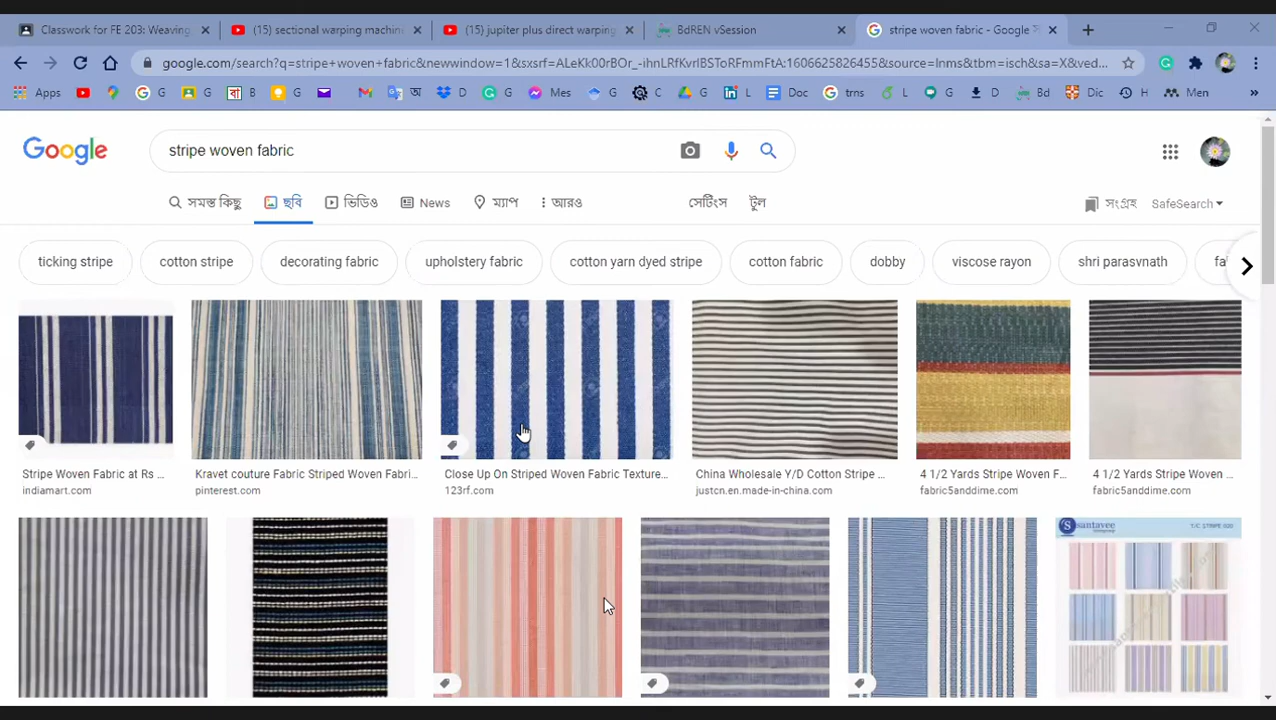 Classwork for FE 203: Weaving
(15) sectional warping machin
(15) jupiter plus direct warping
BdREN vSession
stripe woven fabric - Google স
google.com/search?q=stripe+woven+fabric&newwindow=1&sxsrf=ALeKk00rBOr_-ihnLRfKvrlBSToRFmmFtA:1606625826455&source=lnms&tbm=isch&sa=X&ved...
Apps G G বা B G M আ D G Mes G C G L Doc trns L G D Bd Dic H Men »
Google
stripe woven fabric
সমস্ত কিছু ছবি ভিডিও News ম্যাপ আরও সেটিংস টুল সংগ্রহ SafeSearch
ticking stripe cotton stripe decorating fabric upholstery fabric cotton yarn dyed stripe cotton fabric dobby viscose rayon shri parasvnath fa
Stripe Woven Fabric at Rs ... Kravet couture Fabric Striped Woven Fabri... Close Up On Striped Woven Fabric Texture... China Wholesale Y/D Cotton Stripe ... 4 1/2 Yards Stripe Woven F... 4 1/2 Yards Stripe Woven ...
indiamart.com pinterest.com 123rf.com justcn.en.made-in-china.com fabric5anddime.com fabric5anddime.com
S santavee T/C STRIPE 020